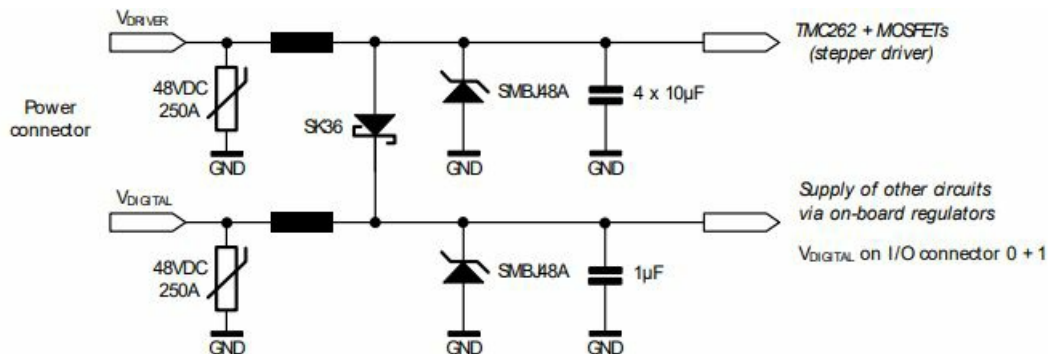 VDRIVER
TMC262 + MOSFETs
(stepper driver)
48VDC
250A
SMBJ48A
4 x 10µF
Power
connector
SK36
GND
GND
GND
VDIGITAL
Supply of other circuits
via on-board regulators
48VDC
250A
SMBJ48A
1µF
VDIGITAL on I/O connector 0 + 1
GND
GND
GND